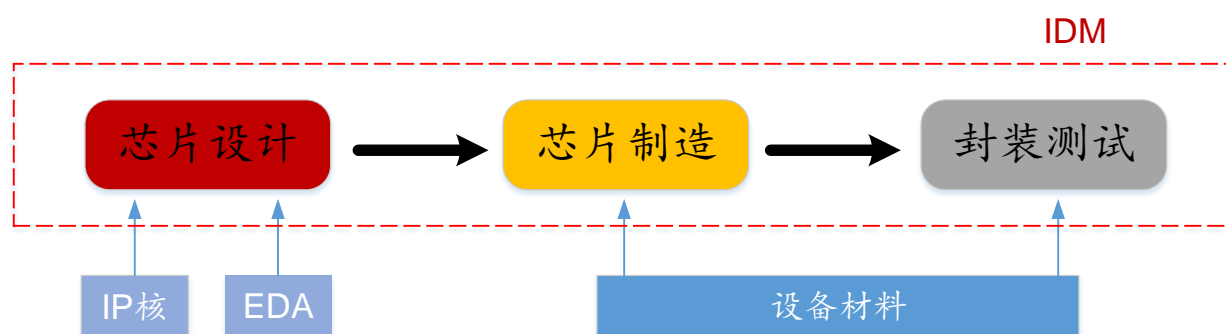 IDM
芯片设计
芯片制造
封装测试
IP核
EDA
设备材料